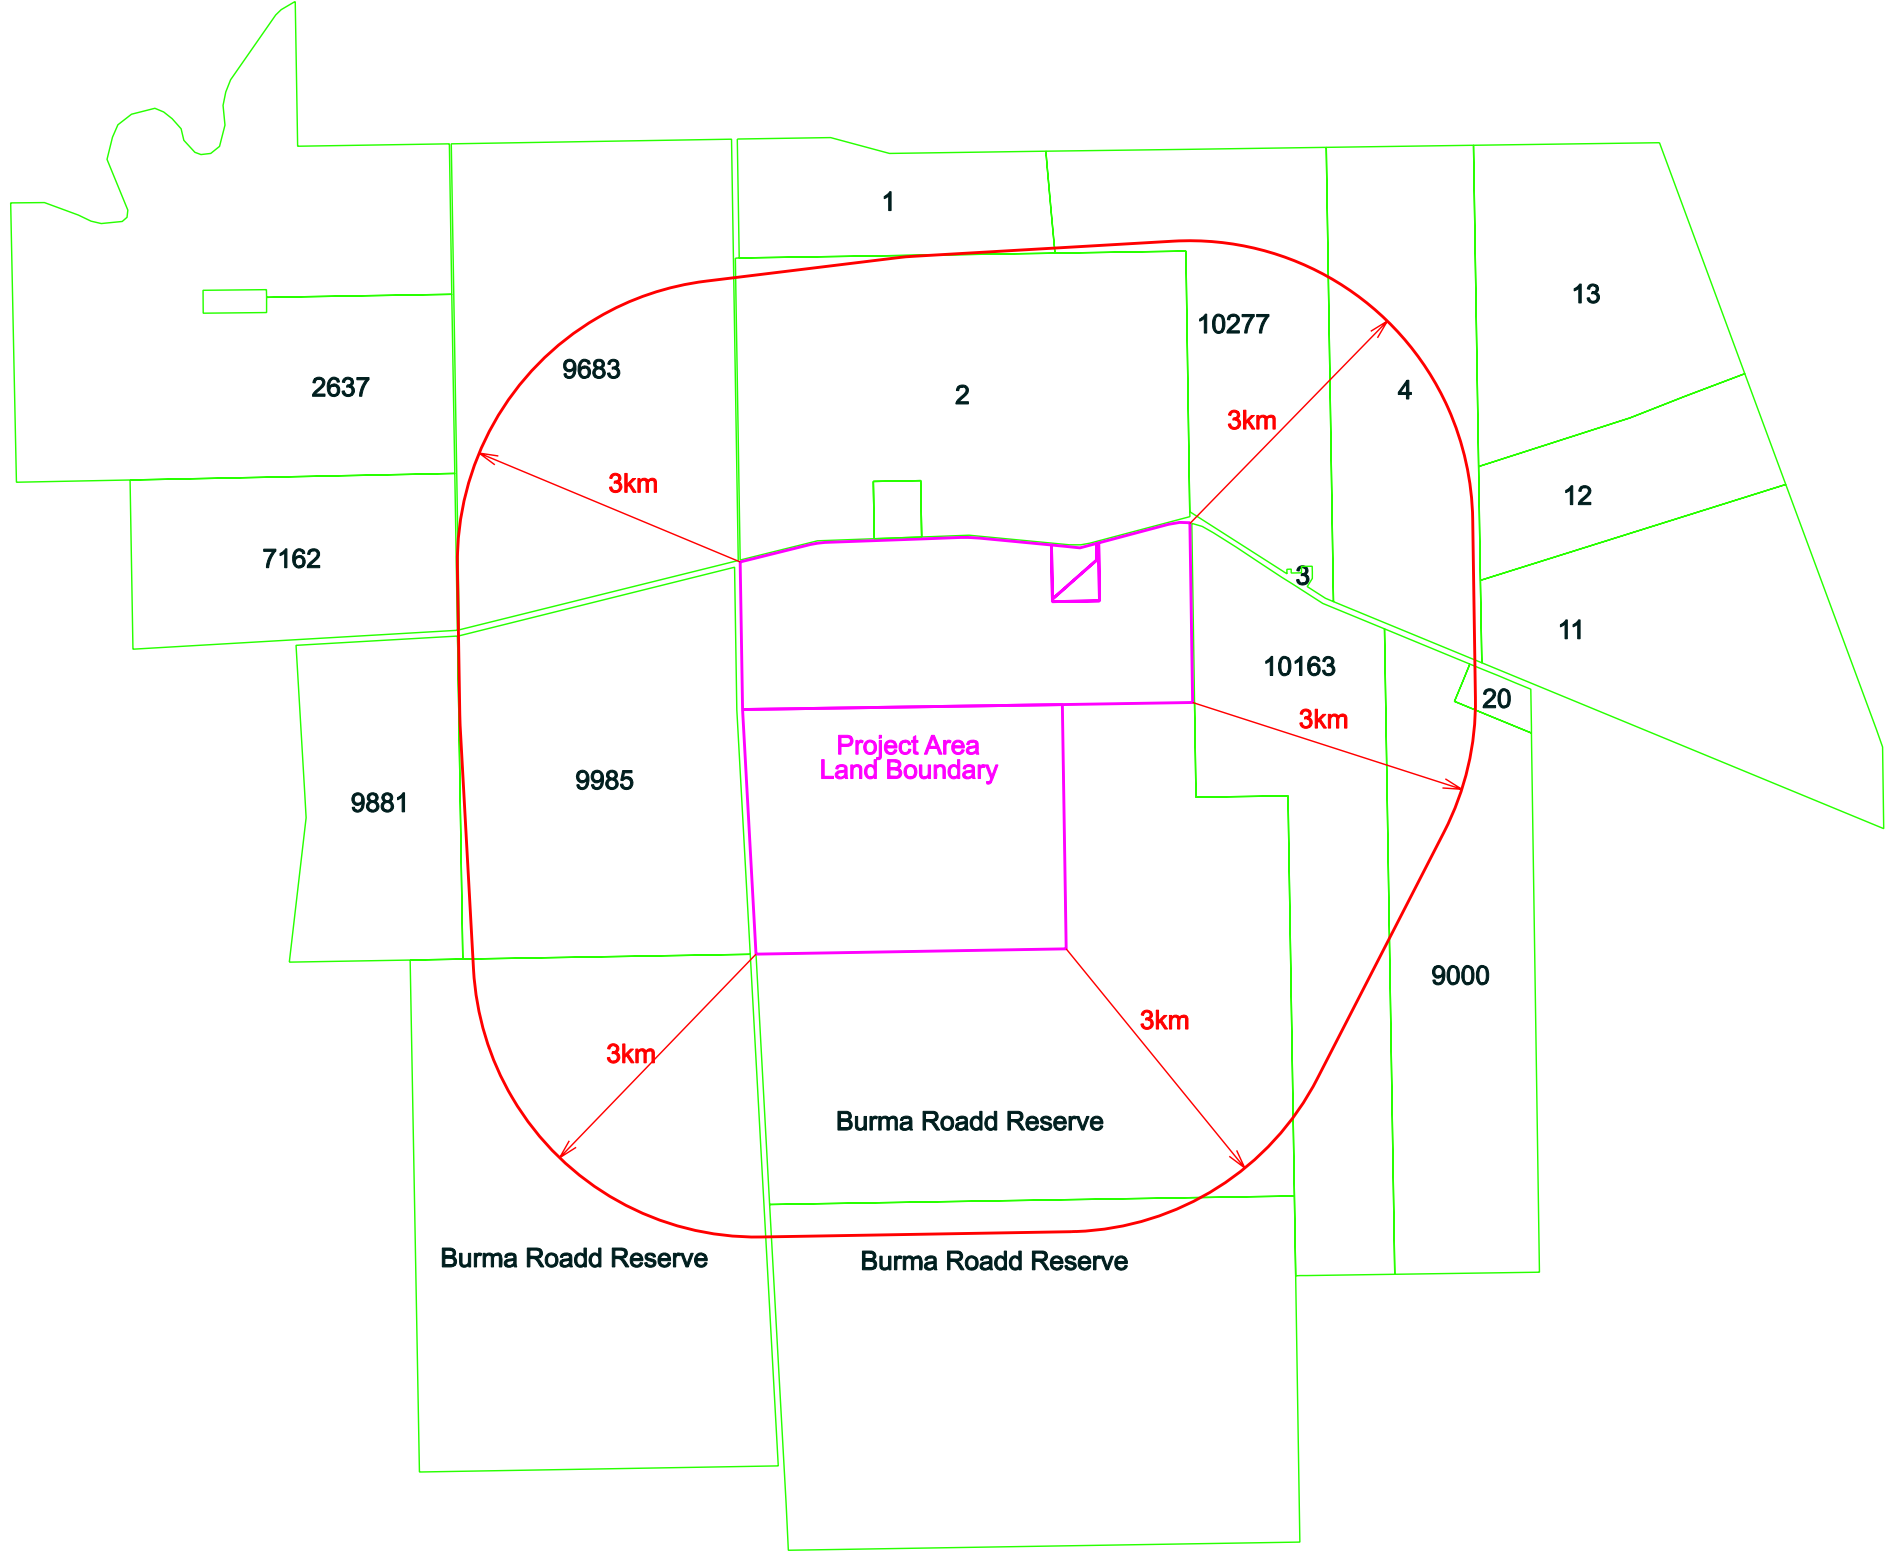 1
13
10277
9683
2637
4
2
3km
3km
12
7162
3
11
10163
20
3km
Project Area
Land Boundary
9985
9881
9000
3km
3km
Burma Roadd Reserve
Burma Roadd Reserve
Burma Roadd Reserve